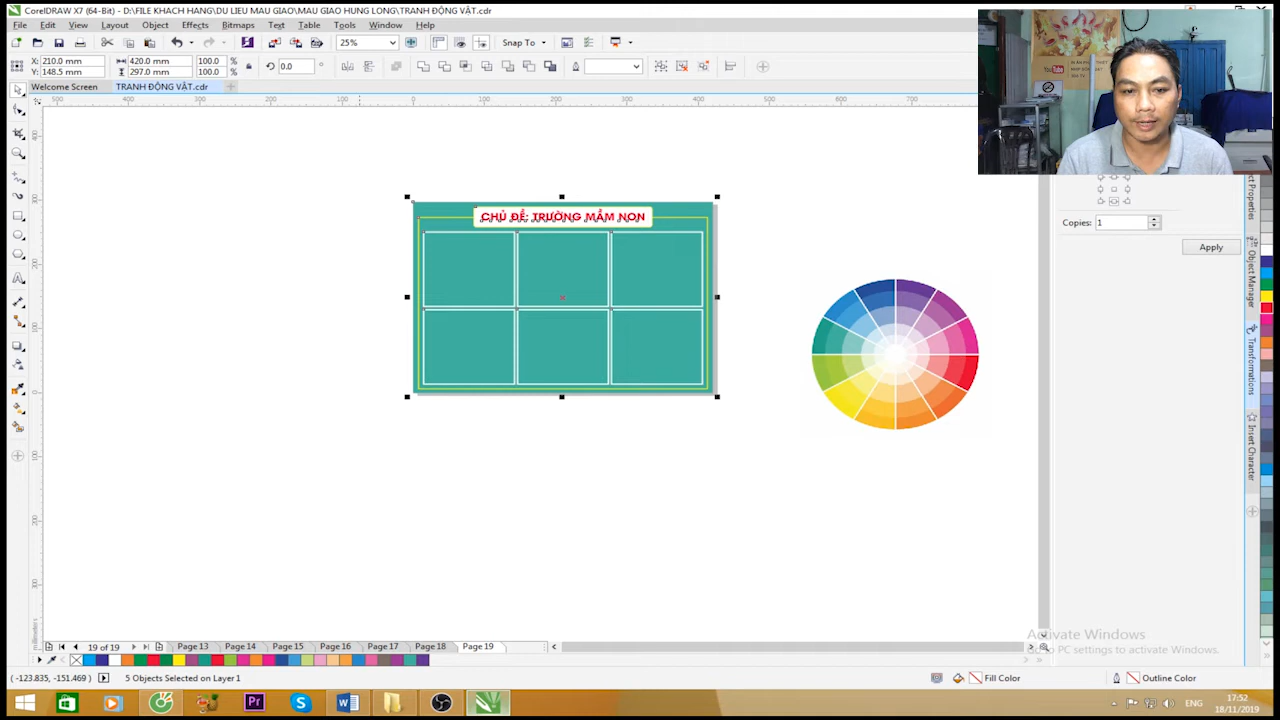 CorelDRAW X7 (64-Bit) - D:\FILE KHACH HANG\DU LIEU MAU GIAO\MAU GIAO HUNG LONG\TRANH ĐỘNG VẬT.cdr
File Edit View Layout Object Effects Bitmaps Text Table Tools Window Help
25% Snap To
X: 210.0 mm 420.0 mm 100.0 %
Y: 148.5 mm 297.0 mm 100.0 %
0.0 °
Welcome Screen TRANH ĐỘNG VẬT.cdr
CHỦ ĐỀ: TRƯỜNG MẦM NON
Copies: 1
Apply
Object Manager
Transformations
Insert Character
Activate Windows
Go to PC settings to activate Windows.
19 of 19 Page 13 Page 14 Page 15 Page 16 Page 17 Page 18 Page 19
( -123.835, -151.469 ) 5 Objects Selected on Layer 1 Fill Color Outline Color
ENG 17:52
18/11/2019